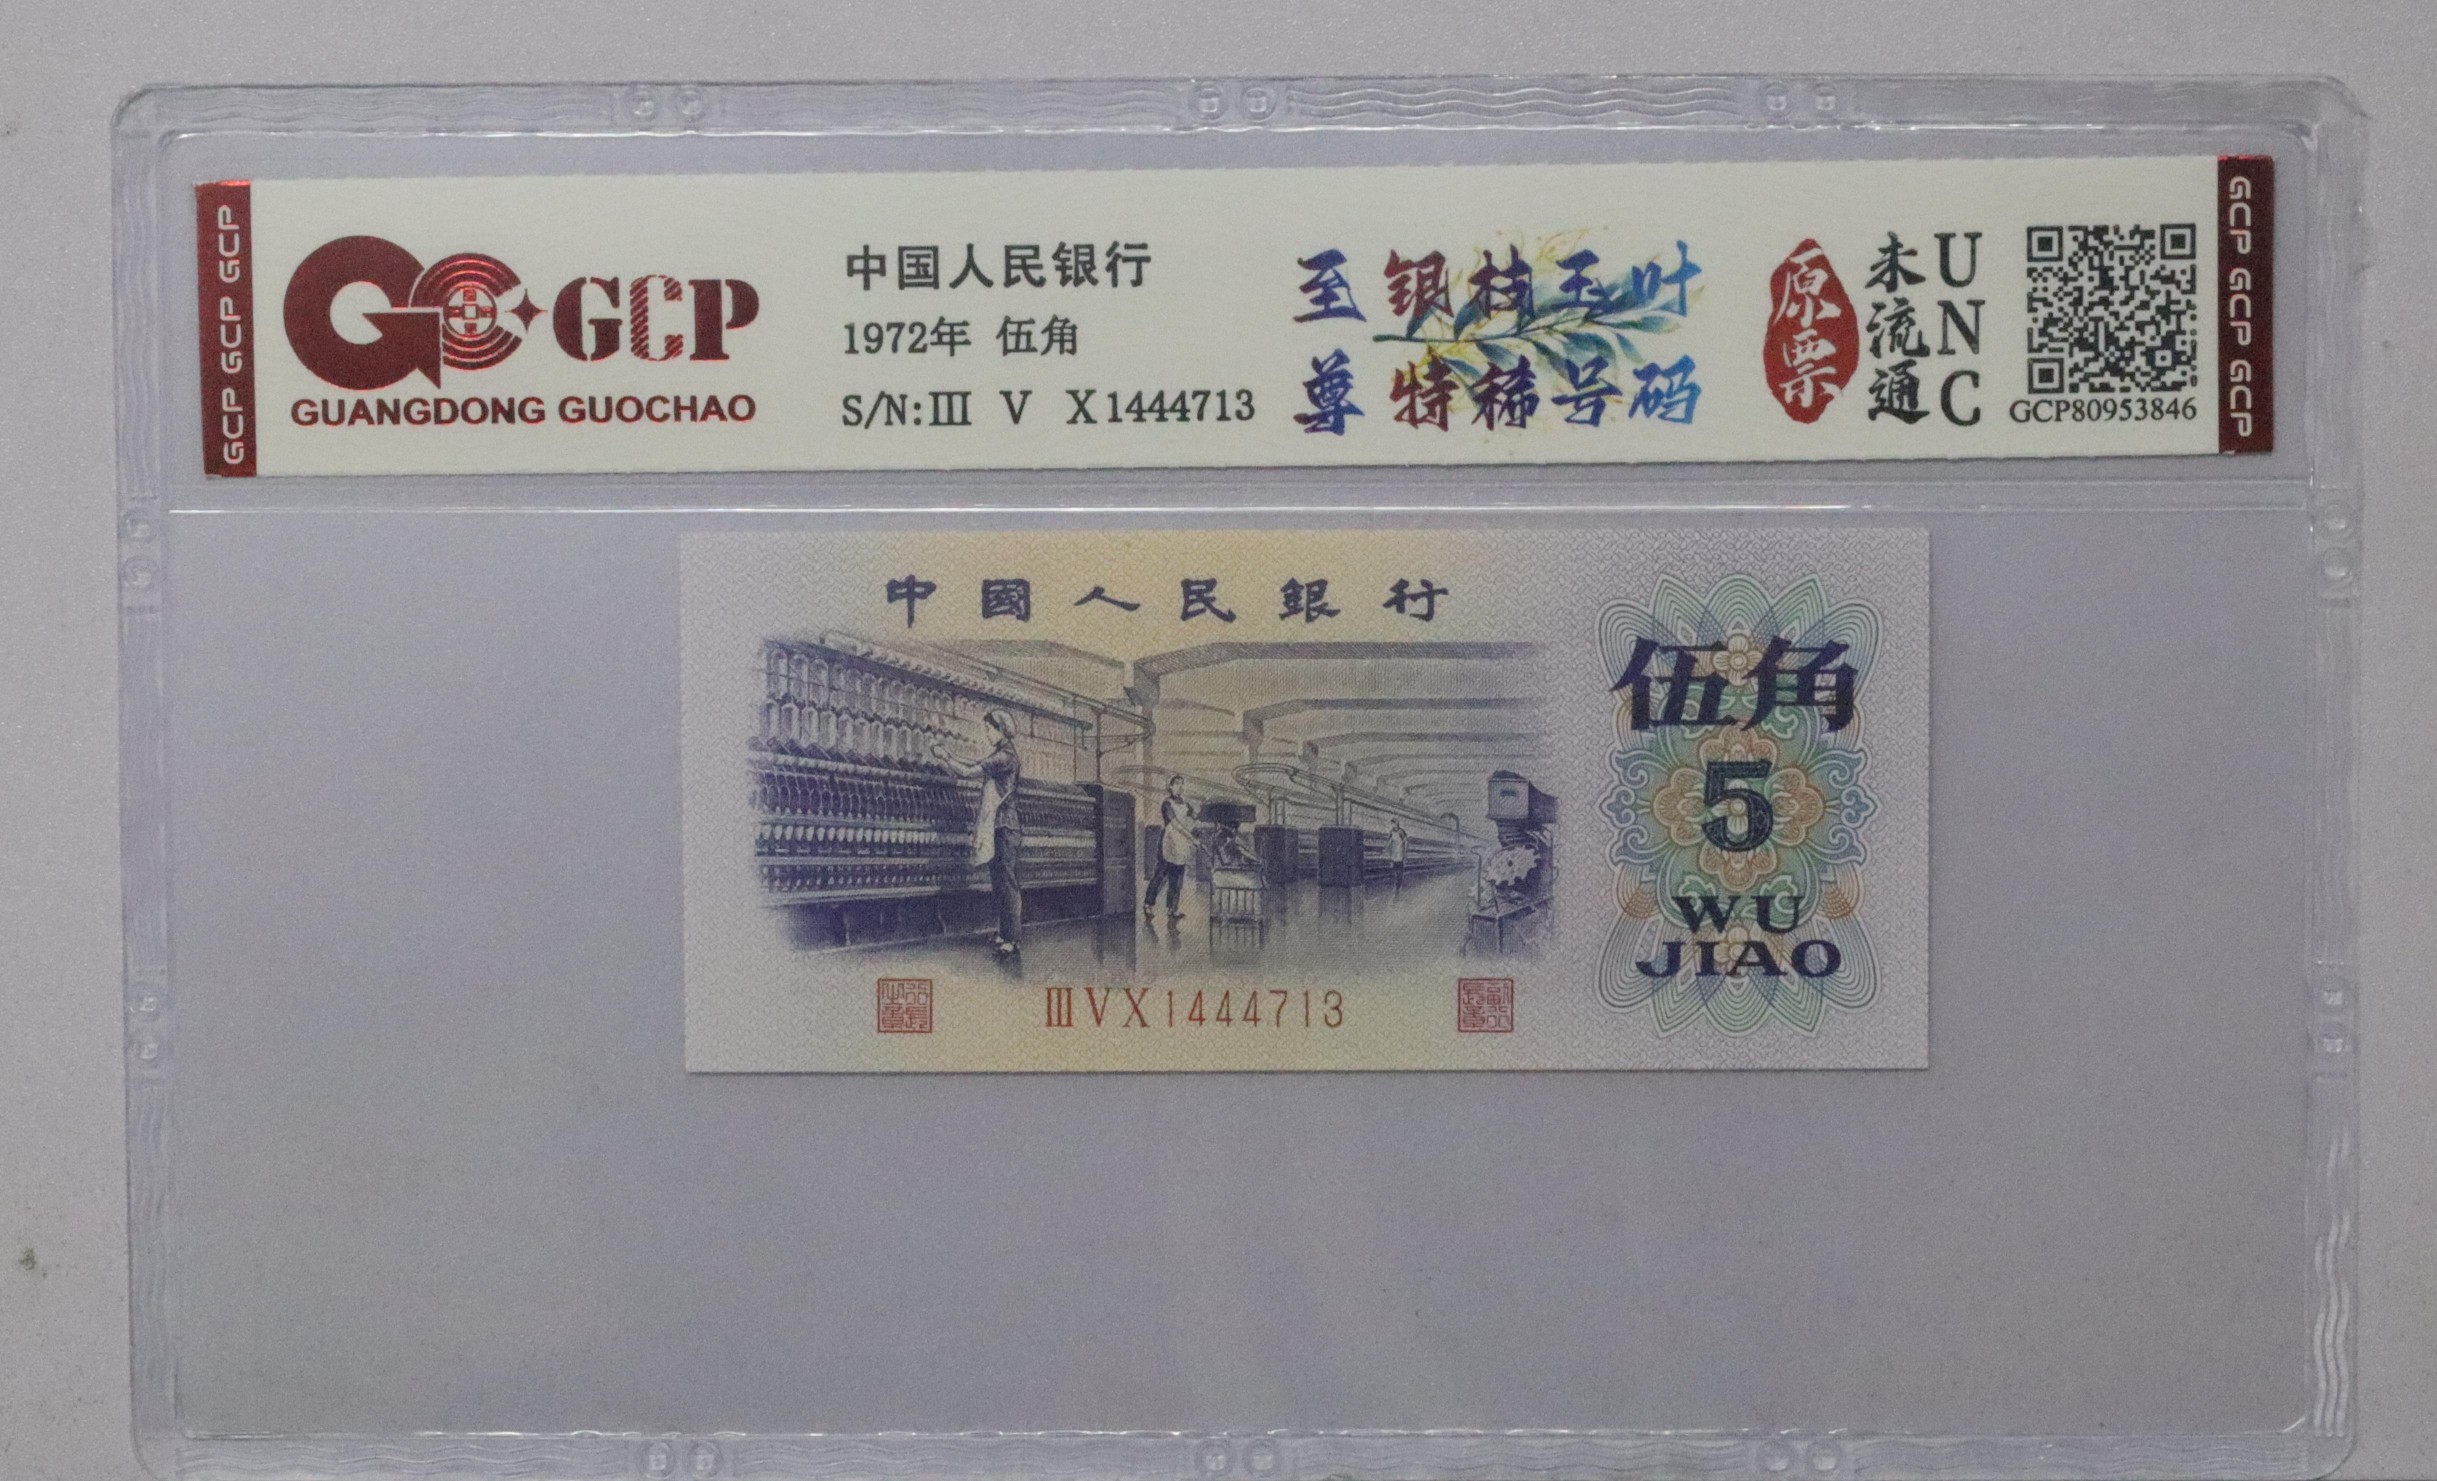 GCP GCP GCP
GCP
GUANGDONG GUOCHAO
中国人民银行
1972年 伍角
S/N:III V X1444713
至尊
银枝玉叶
特稀号码
原票
未流通
UNC
GCP80953846
GCP GCP GCP
中國人民銀行
伍角
5
WU
JIAO
III V X 1444713